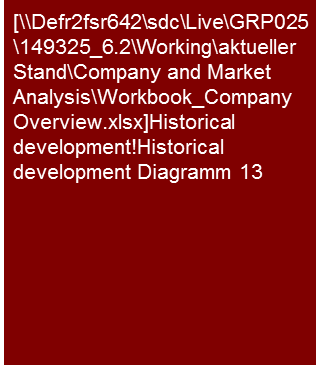 [\\Defr2fsr642\sdc\Live\GRP025
\149325_6.2\Working\aktueller
Stand\Company and Market
Analysis\Workbook_Company
Overview.xlsx]Historical
development!Historical
development Diagramm 13